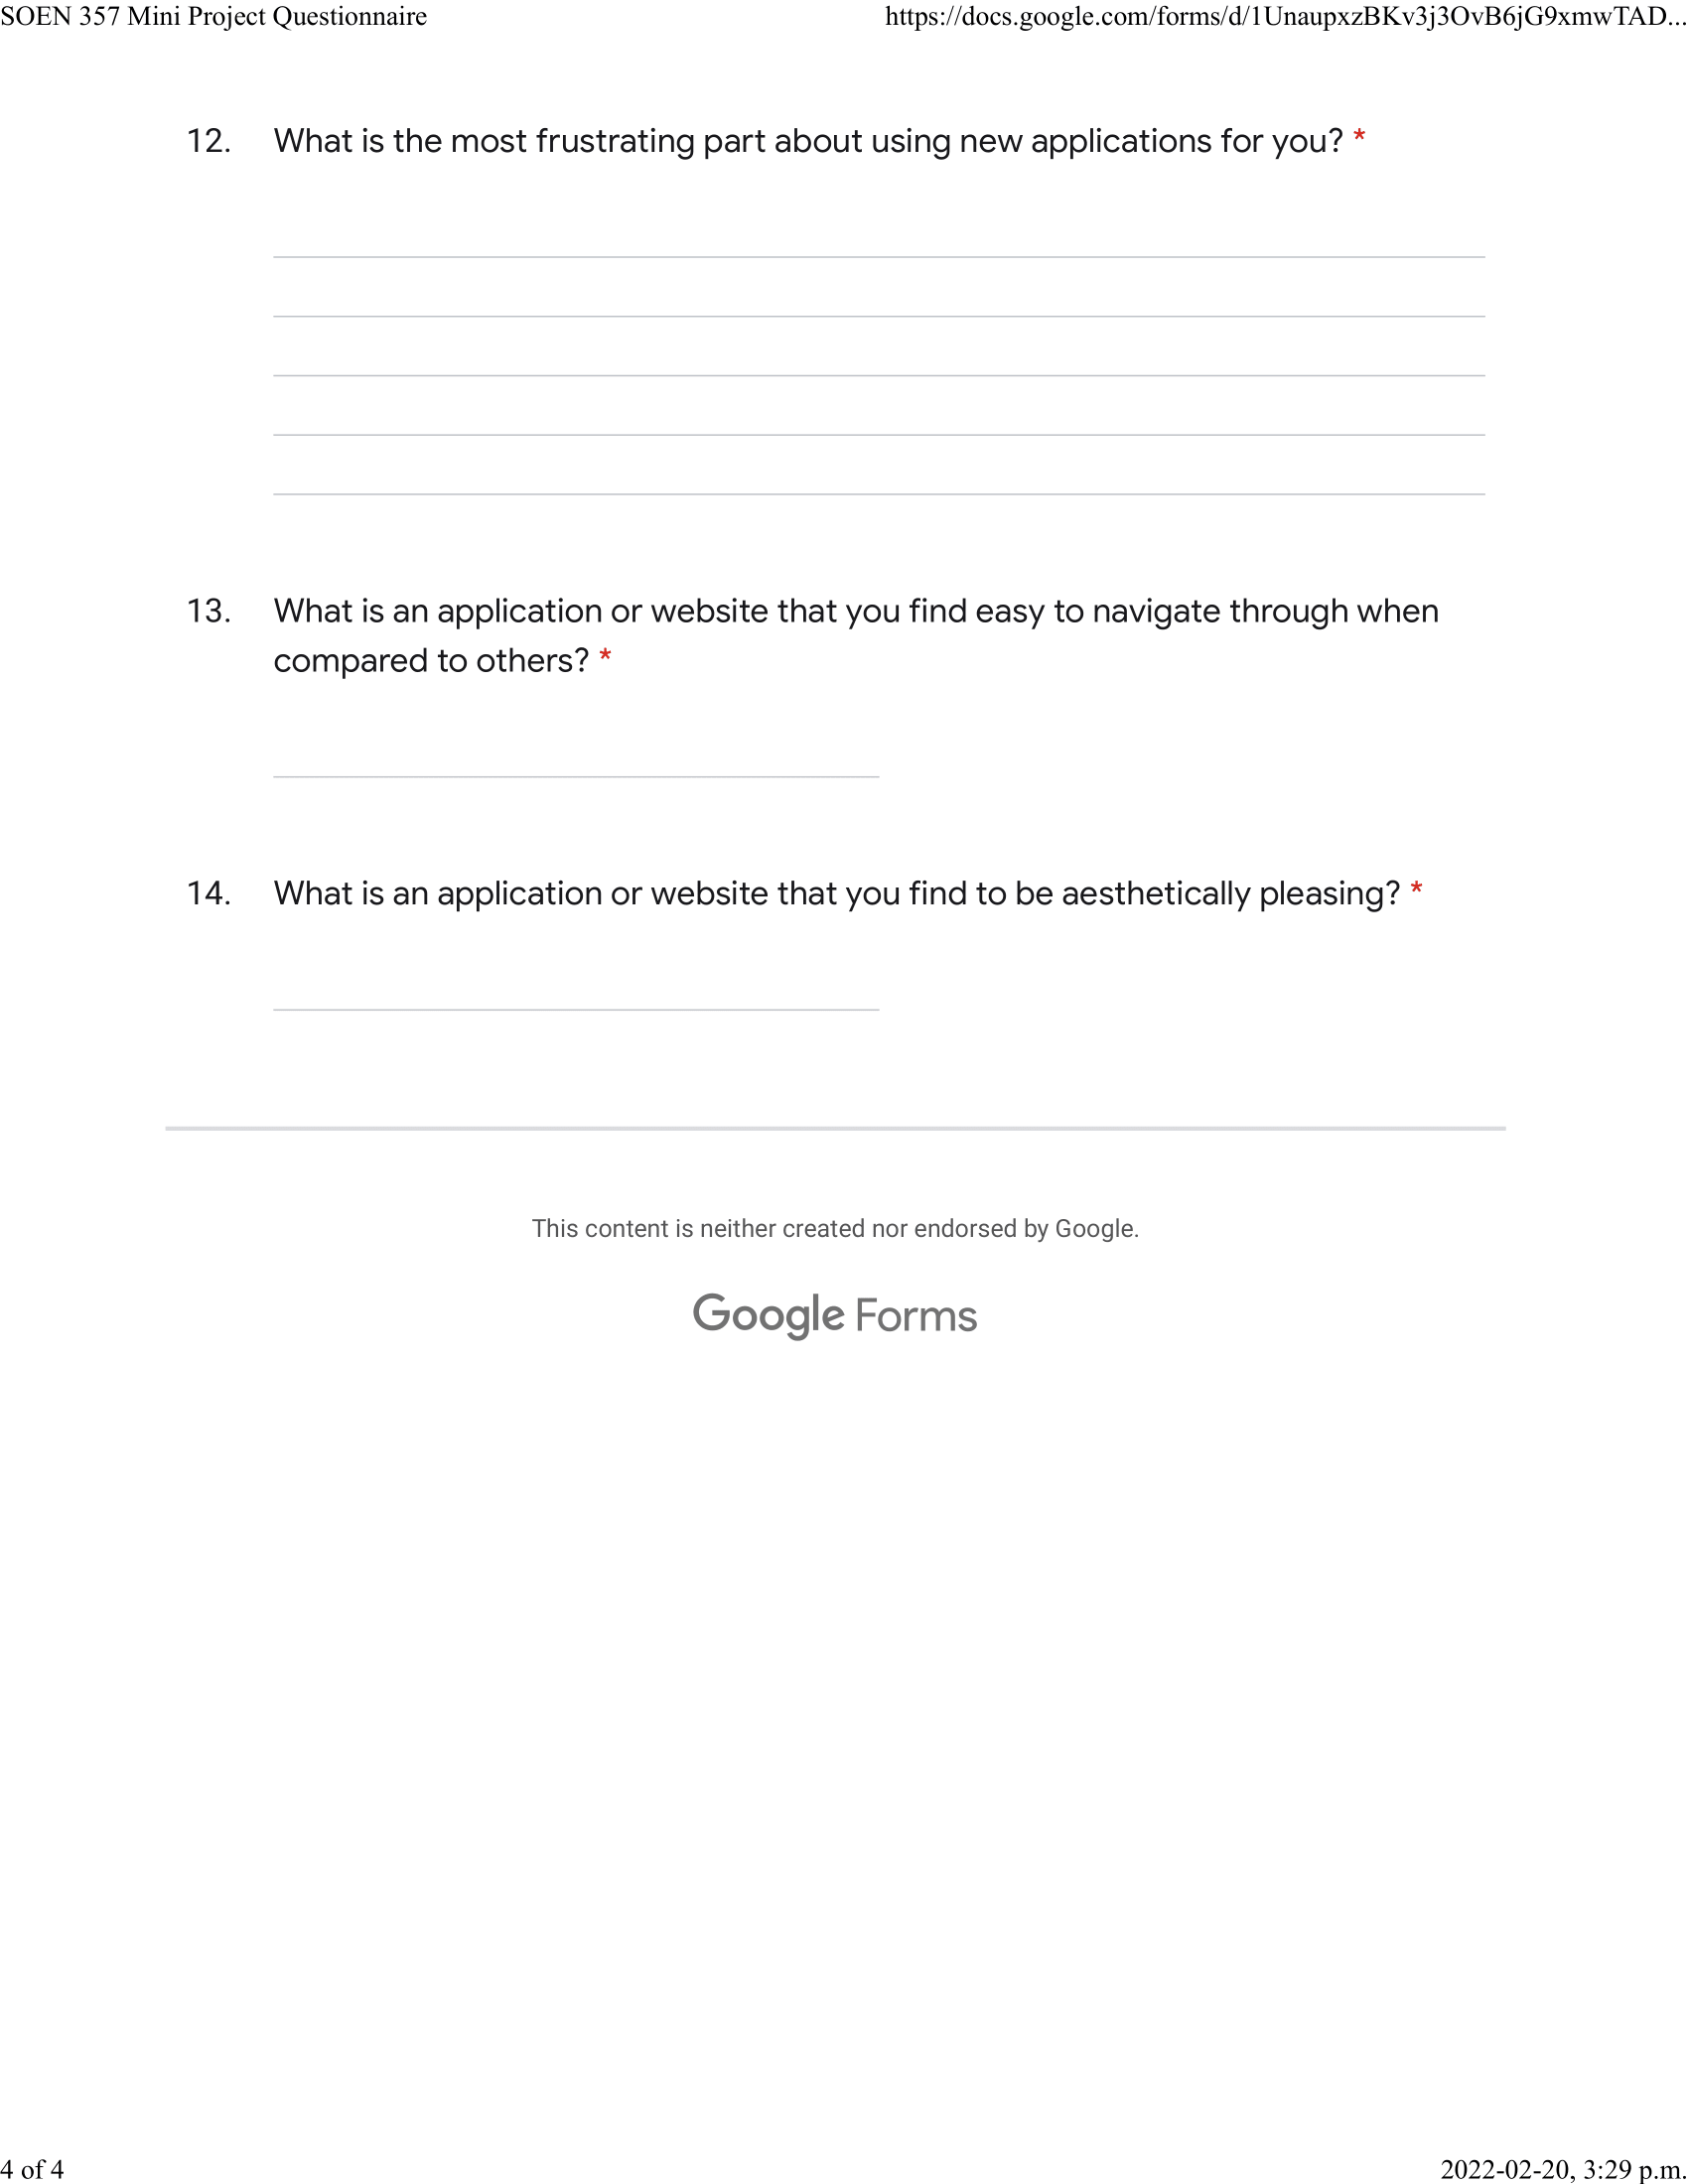 SOEN 357 Mini Project Questionnaire
https://docs.google.com/forms/d/1UnaupxzBKv3j3OvB6jG9xmwTAD...
12. What is the most frustrating part about using new applications for you? *
13. What is an application or website that you find easy to navigate through when
compared to others? *
14. What is an application or website that you find to be aesthetically pleasing? *
This content is neither created nor endorsed by Google.
Google Forms
4 of 4
2022-02-20, 3:29 p.m.